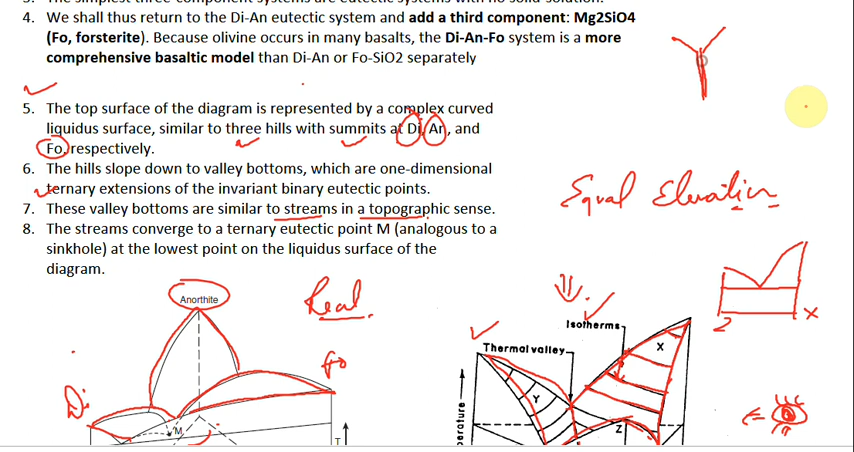 4. We shall thus return to the Di-An eutectic system and add a third component: Mg2SiO4
(Fo, forsterite). Because olivine occurs in many basalts, the Di-An-Fo system is a more
comprehensive basaltic model than Di-An or Fo-SiO2 separately
5. The top surface of the diagram is represented by a complex curved
liquidus surface, similar to three hills with summits at Di, An, and
Fo, respectively.
6. The hills slope down to valley bottoms, which are one-dimensional
ternary extensions of the invariant binary eutectic points.
7. These valley bottoms are similar to streams in a topographic sense.
8. The streams converge to a ternary eutectic point M (analogous to a
sinkhole) at the lowest point on the liquidus surface of the
diagram.
Equal Elevation
Anorthite
Real.
Fo
Di
M
T
Isotherms
Thermal valley
X
Y
Z
perature
Z
X